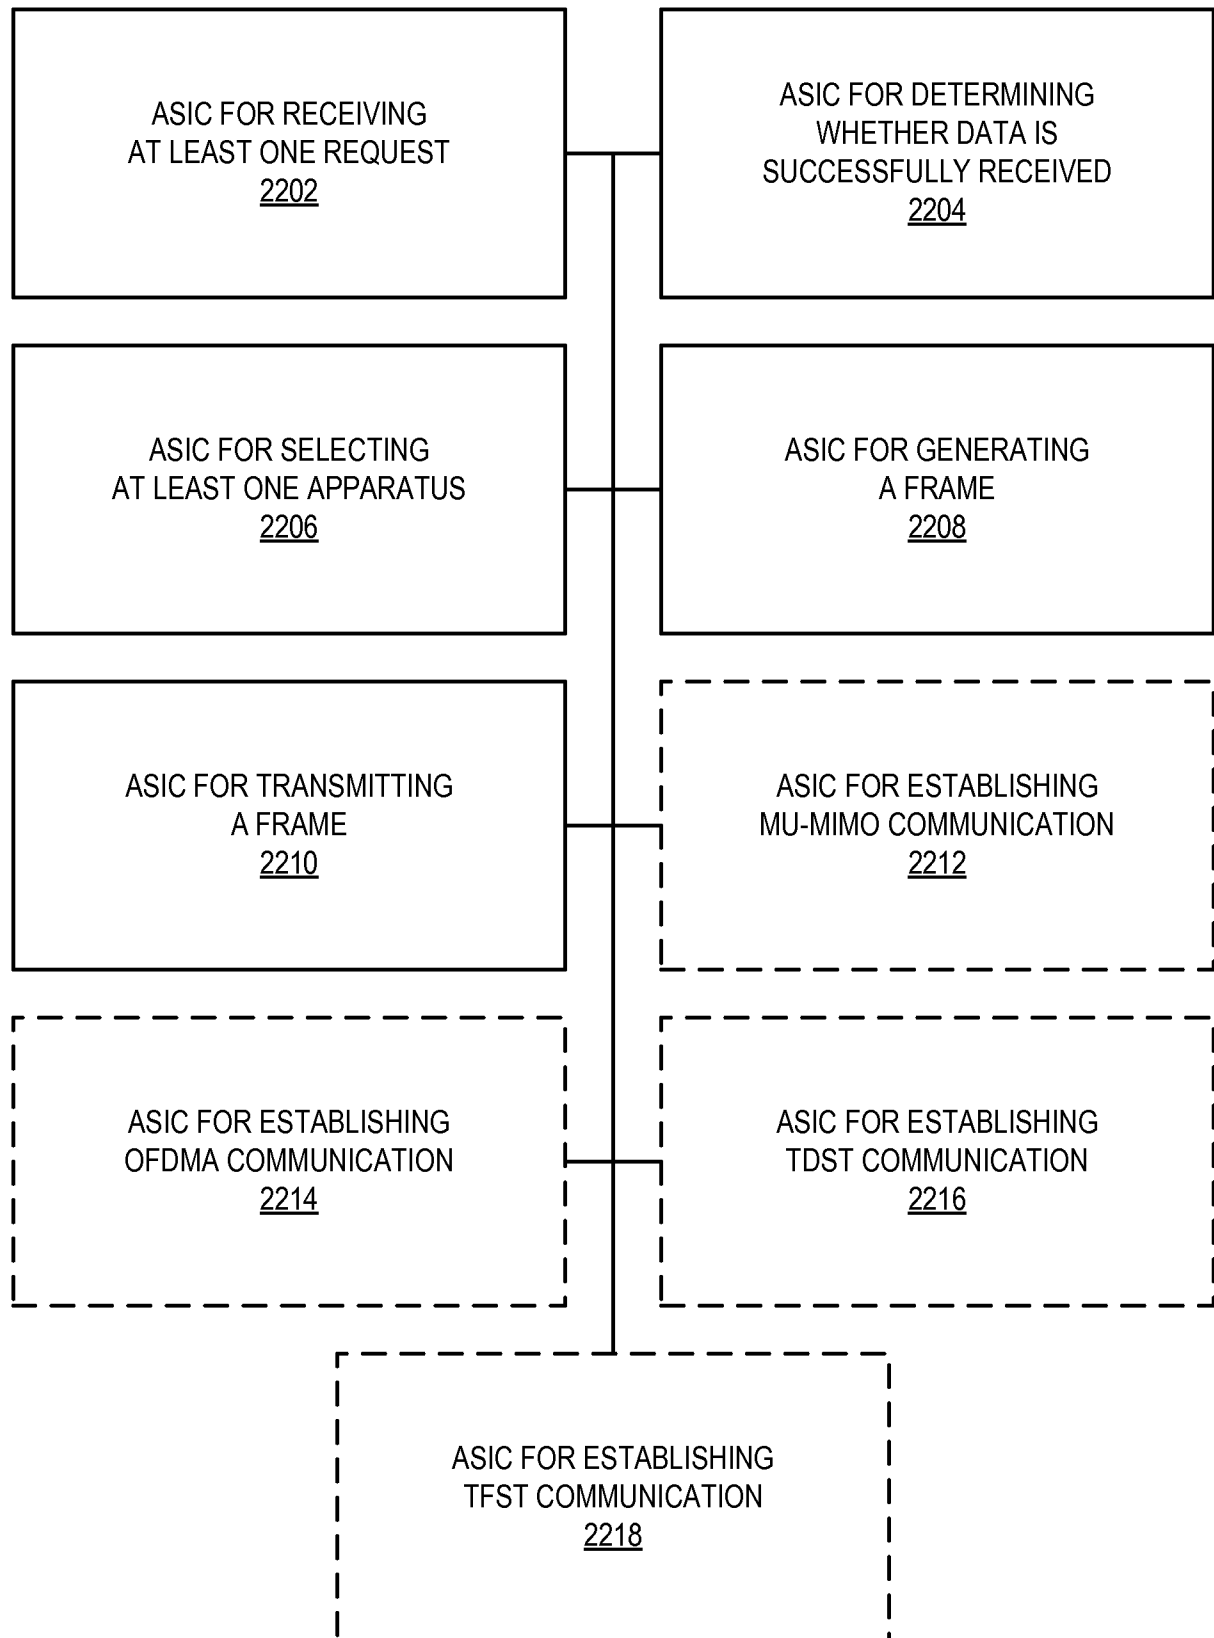 ASIC FOR RECEIVING
AT LEAST ONE REQUEST
2202
ASIC FOR DETERMINING
WHETHER DATA IS
SUCCESSFULLY RECEIVED
2204
ASIC FOR SELECTING
AT LEAST ONE APPARATUS
2206
ASIC FOR GENERATING
A FRAME
2208
ASIC FOR TRANSMITTING
A FRAME
2210
ASIC FOR ESTABLISHING
MU-MIMO COMMUNICATION
2212
ASIC FOR ESTABLISHING
OFDMA COMMUNICATION
2214
ASIC FOR ESTABLISHING
TDST COMMUNICATION
2216
ASIC FOR ESTABLISHING
TFST COMMUNICATION
2218